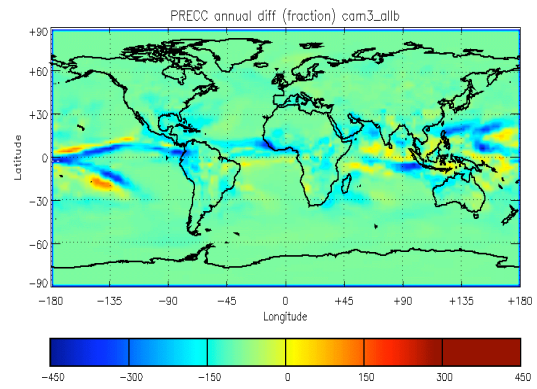 PRECC annual diff (fraction) cam3_allb
+90
+60
+30
0
-30
-60
-90
Latitude
-180 -135 -90 -45 0 +45 +90 +135 +180
Longitude
-450 -300 -150 0 150 300 450